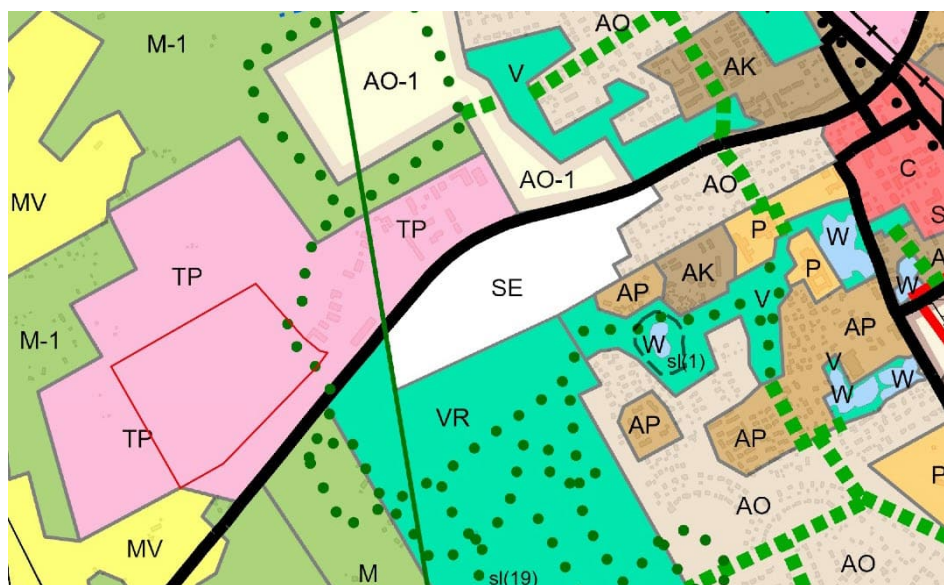 M-1
AO
V
AK
AO-1
MV
AO-1
AO
C
TP
S
P
W
TP
SE
AK
P
W
A
AP
V
M-1
W
sl(1)
AP
V
W
W
VR
AP
AP
TP
P
AO
MV
M
sl(19)
AO